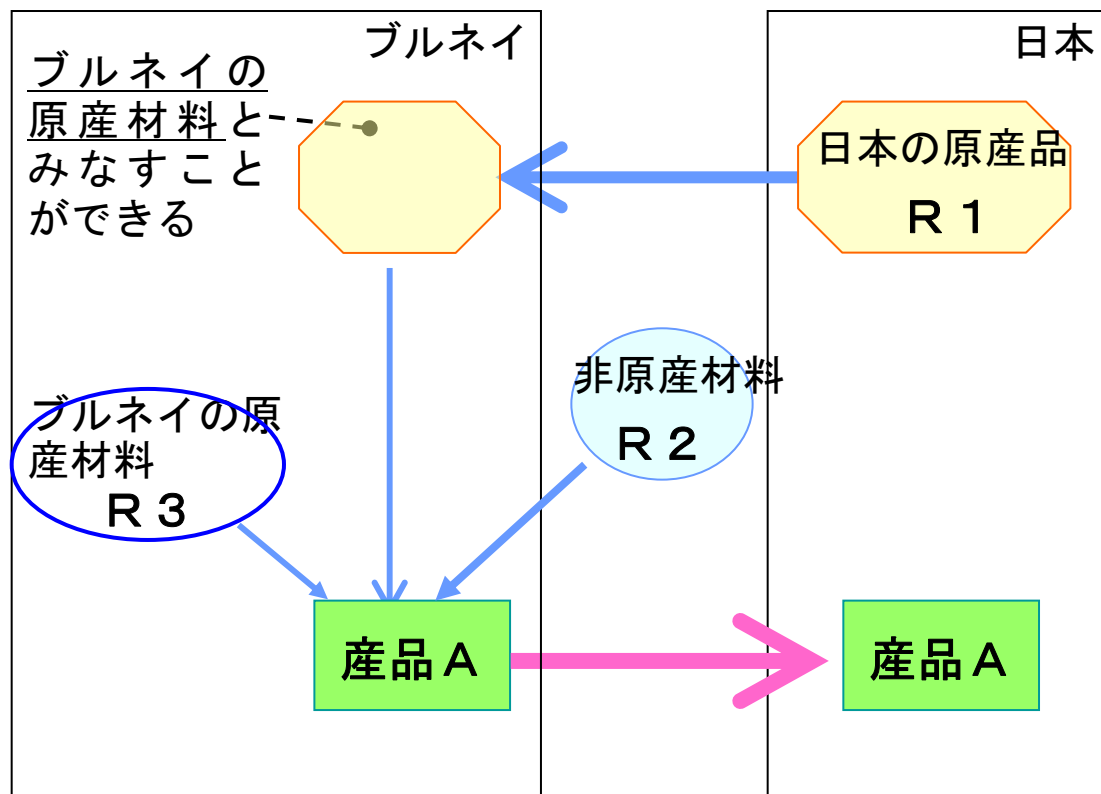 ブルネイ
日本
ブルネイの
原産材料と
みなすこと
ができる
日本の原産品
Ｒ１
非原産材料
Ｒ２
ブルネイの原
産材料
Ｒ３
産品Ａ
産品Ａ